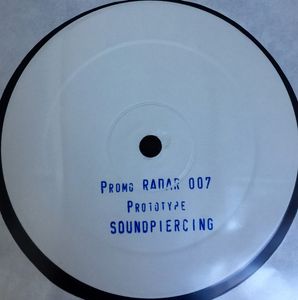 Promo RADAR 007
Prototype
SOUNDPIERCING